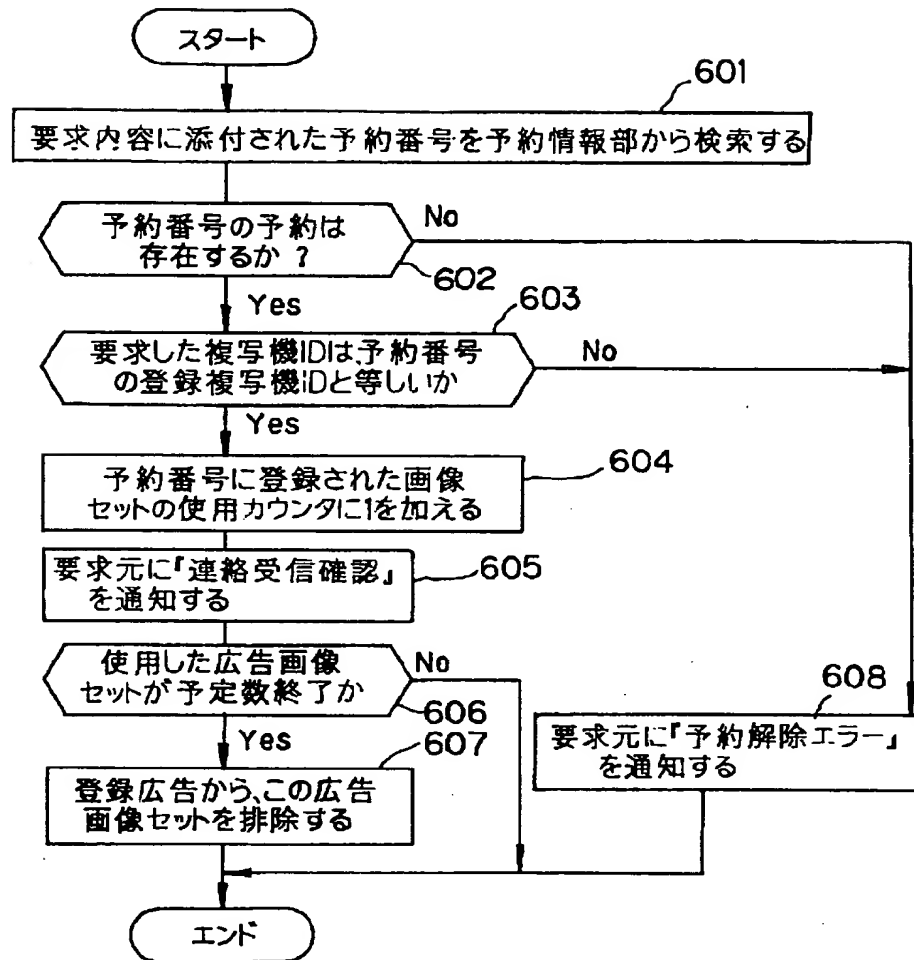 スタート
601
要求内容に添付された予約番号を予約情報部から検索する
予約番号の予約は
存在するか ?
No
602
Yes
603
要求した複写機IDは、予約番号
の登録複写機IDと等しいか
No
Yes
604
予約番号に登録された画像
セットの使用カウンタに1を加える
605
要求元に『連絡受信確認』
を通知する
使用した広告画像
セットが予定数終了か
No
606
Yes
607
登録広告から、この広告
画像セットを排除する
608
要求元に『予約解除エラー』
を通知する
エンド